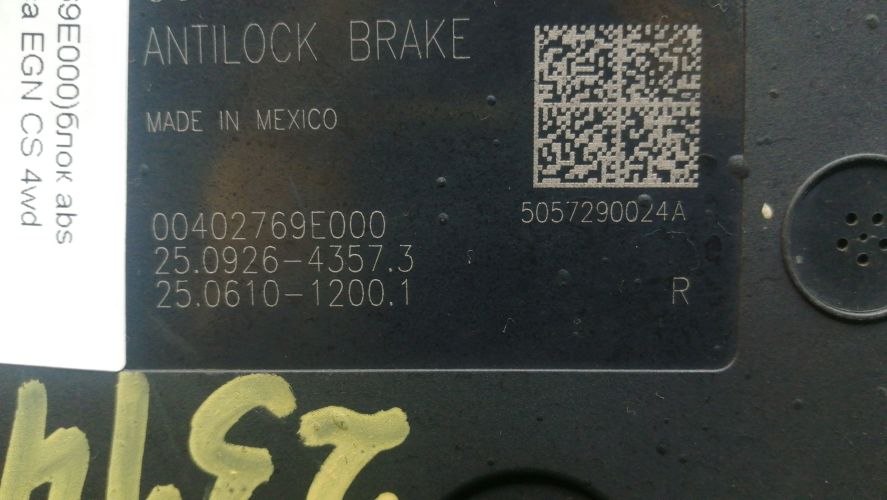 ANTILOCK BRAKE
MADE IN MEXICO
5057290024A
00402769E000
25.0926-4357.3
25.0610-1200.1
R
69E000)блок abs
a EGN CS 4wd